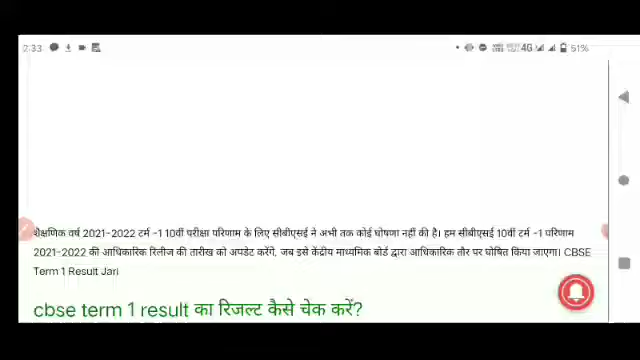 2:33 4G 51%
शैक्षणिक वर्ष 2021-2022 टर्म -1 10वीं परीक्षा परिणाम के लिए सीबीएसई ने अभी तक कोई घोषणा नहीं की है। हम सीबीएसई 10वीं टर्म -1 परिणाम
2021-2022 की आधिकारिक रिलीज की तारीख को अपडेट करेंगे, जब इसे केंद्रीय माध्यमिक बोर्ड द्वारा आधिकारिक तौर पर घोषित किया जाएगा। CBSE
Term 1 Result Jari
cbse term 1 result का रिजल्ट कैसे चेक करें?